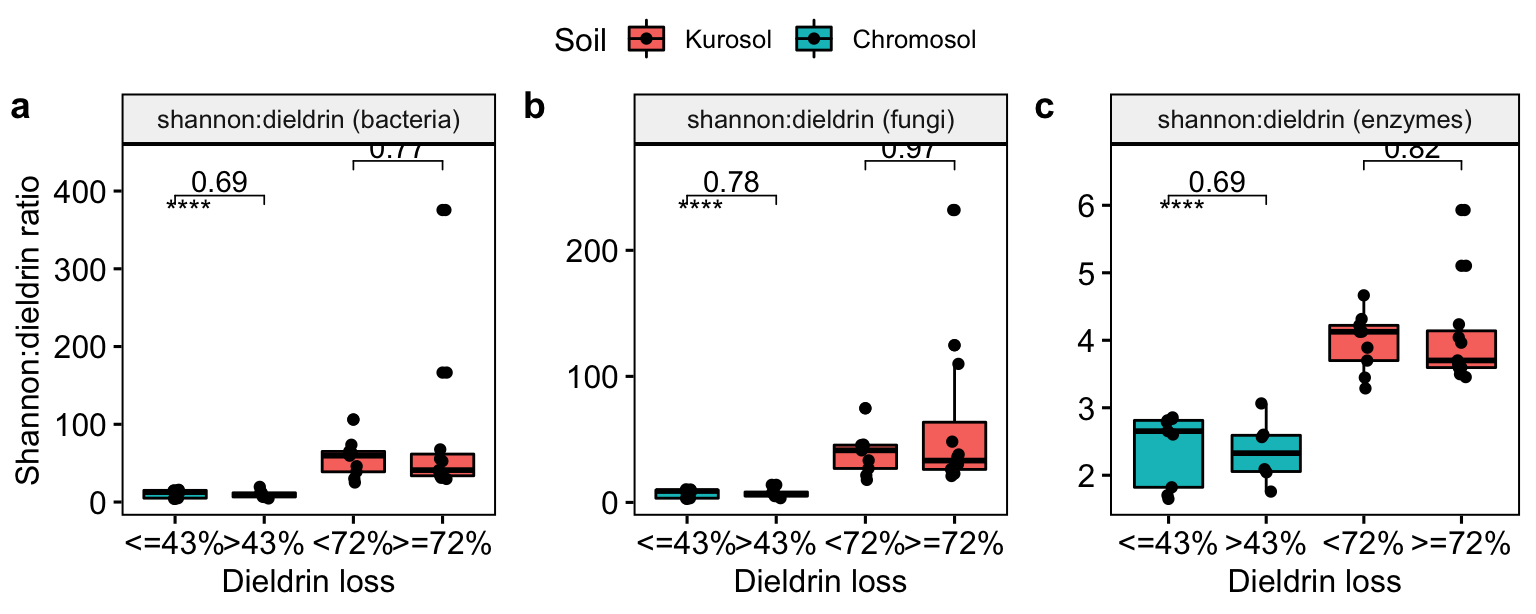 Soil Kurosol Chromosol
a b c
shannon:dieldrin (bacteria) shannon:dieldrin (fungi) shannon:dieldrin (enzymes)
Shannon:dieldrin ratio
0.77
0.69
****
400
300
200
100
0
<=43% >43% <72% >=72%
Dieldrin loss
0.97
0.78
****
200
100
0
<=43% >43% <72% >=72%
Dieldrin loss
0.82
0.69
****
6
5
4
3
2
<=43% >43% <72% >=72%
Dieldrin loss